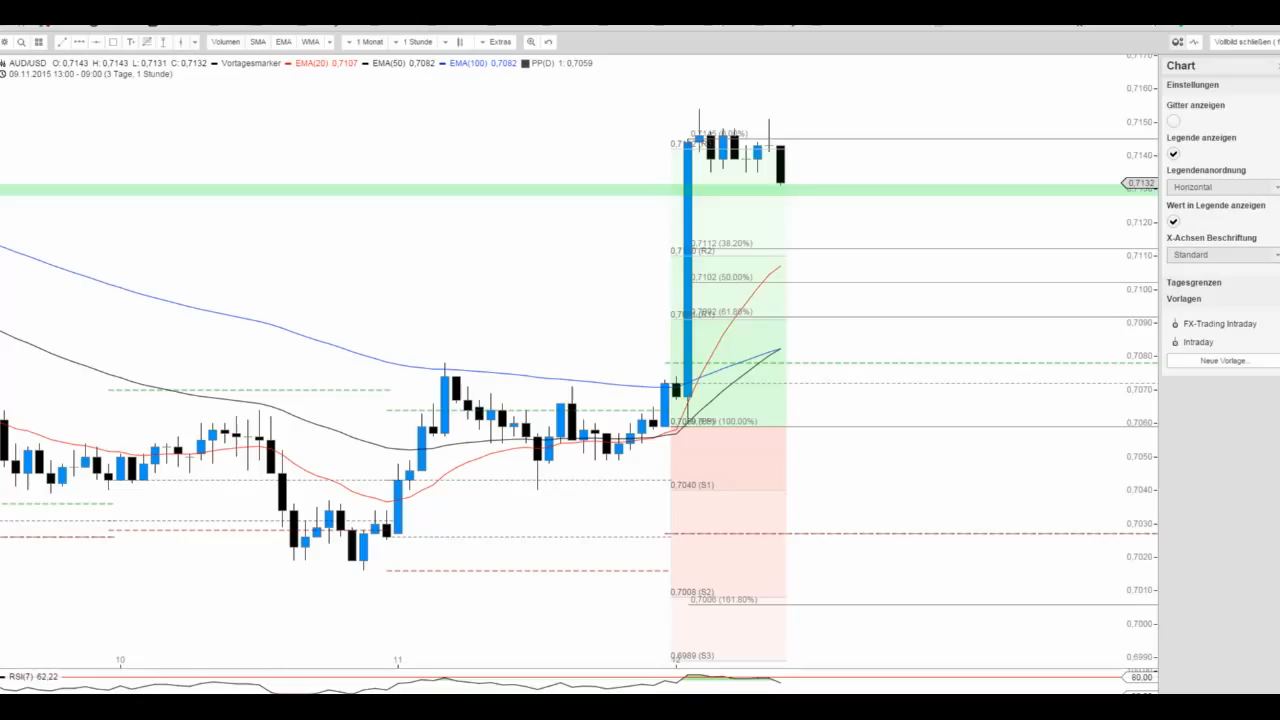 Volumen SMA EMA WMA 1 Monat 1 Stunde Extras Vollbild schließen (
AUD/USD O: 0,7143 H: 0,7143 L: 0,7131 C: 0,7132 Vortagesmarker EMA(20) 0,7107 EMA(50) 0,7082 EMA(100) 0,7082 PP(D) 1: 0,7059
09.11.2015 13:00 - 09:00 (3 Tage, 1 Stunde)
Chart
Einstellungen
Gitter anzeigen
Legende anzeigen
Legendenanordnung
Horizontal
Wert in Legende anzeigen
X-Achsen Beschriftung
Standard
Tagesgrenzen
Vorlagen
FX-Trading Intraday
Intraday
Neue Vorlage...
0,7160
0,7150
0,7140
0,7132
0,7120
0,7110
0,7100
0,7090
0,7080
0,7070
0,7060
0,7050
0,7040
0,7030
0,7020
0,7010
0,7000
0,6990
0,7112 (38.20%)
(R2)
0,7102 (50.00%)
(61.80%)
(100.00%)
0,7040 (S1)
0,7008 (S2)
0,7006 (161.80%)
0,6989 (S3)
10 11 12
RSI(7) 62,22
80.00